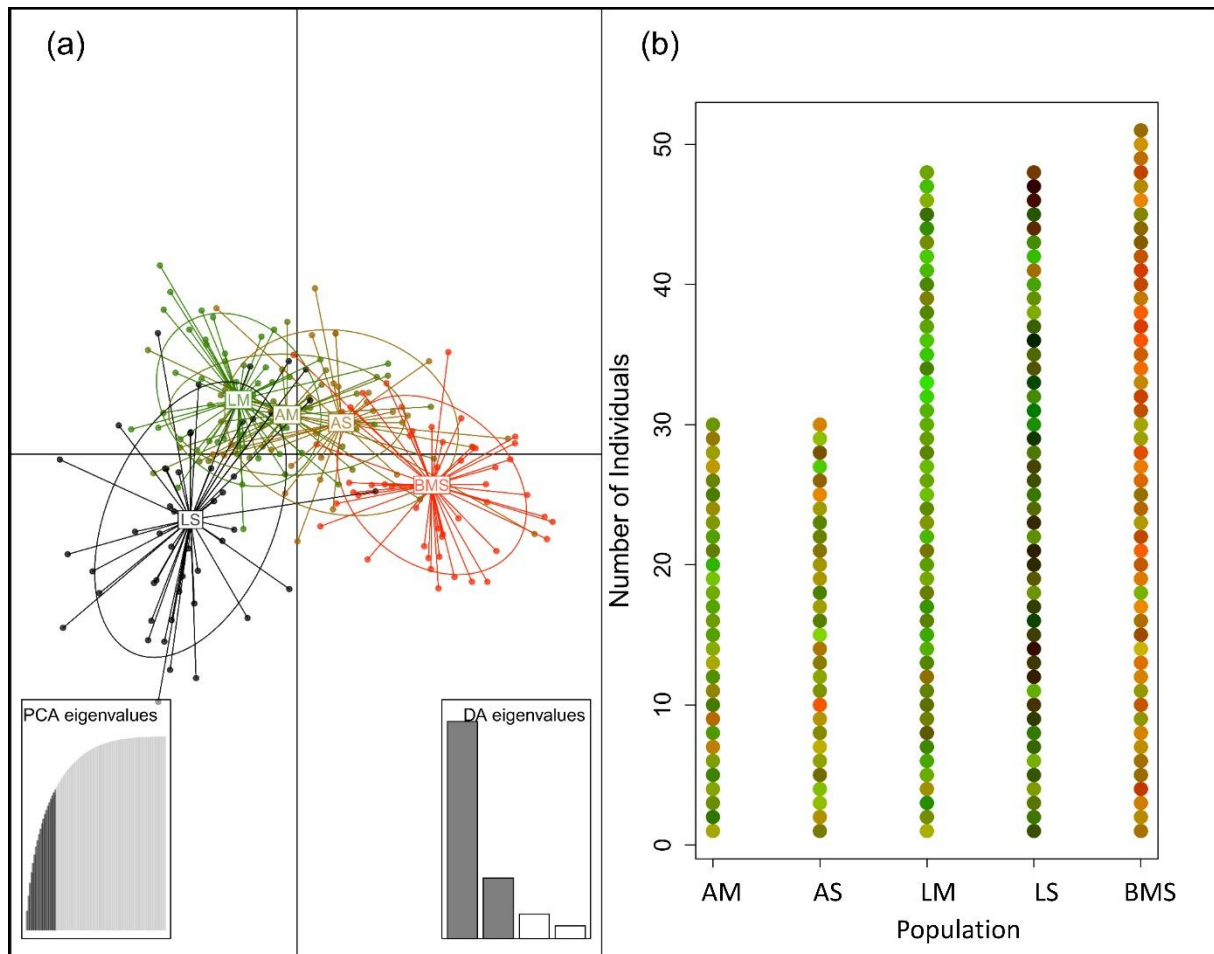 (a)
LM
AM
AS
BMS
LS
PCA eigenvalues
DA eigenvalues
(b)
Number of Individuals
50
40
30
20
10
0
AM AS LM LS BMS
Population